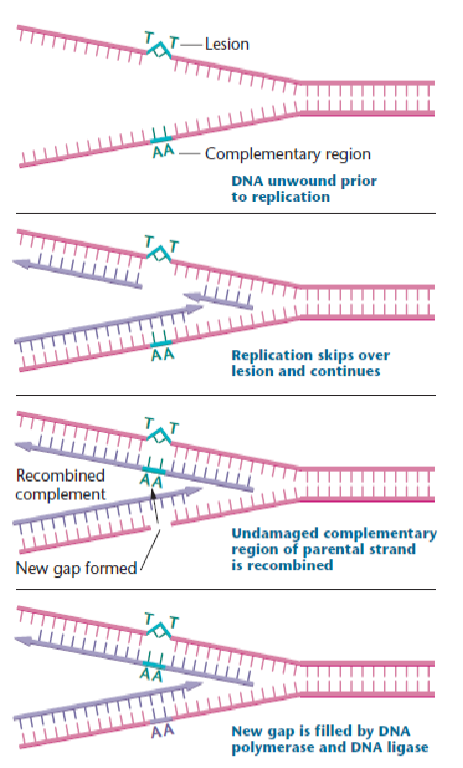 T T Lesion
AA Complementary region
DNA unwound prior
to replication
T T
AA
Replication skips over
lesion and continues
T T
Recombined
complement
AA
New gap formed
Undamaged complementary
region of parental strand
is recombined
T T
AA
AA
New gap is filled by DNA
polymerase and DNA ligase